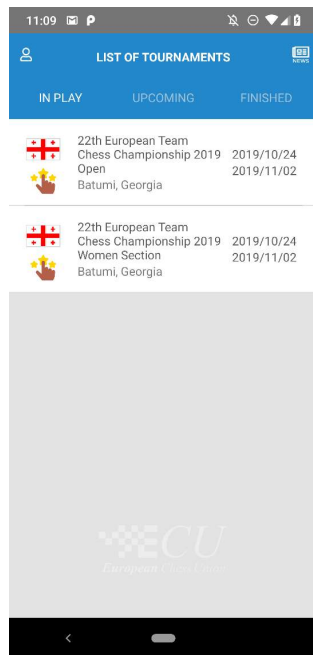 11:09
LIST OF TOURNAMENTS
NEWS
IN PLAY UPCOMING FINISHED
22th European Team
Chess Championship 2019 2019/10/24
Open 2019/11/02
Batumi, Georgia
22th European Team
Chess Championship 2019 2019/10/24
Women Section 2019/11/02
Batumi, Georgia
ECU
European Chess Union